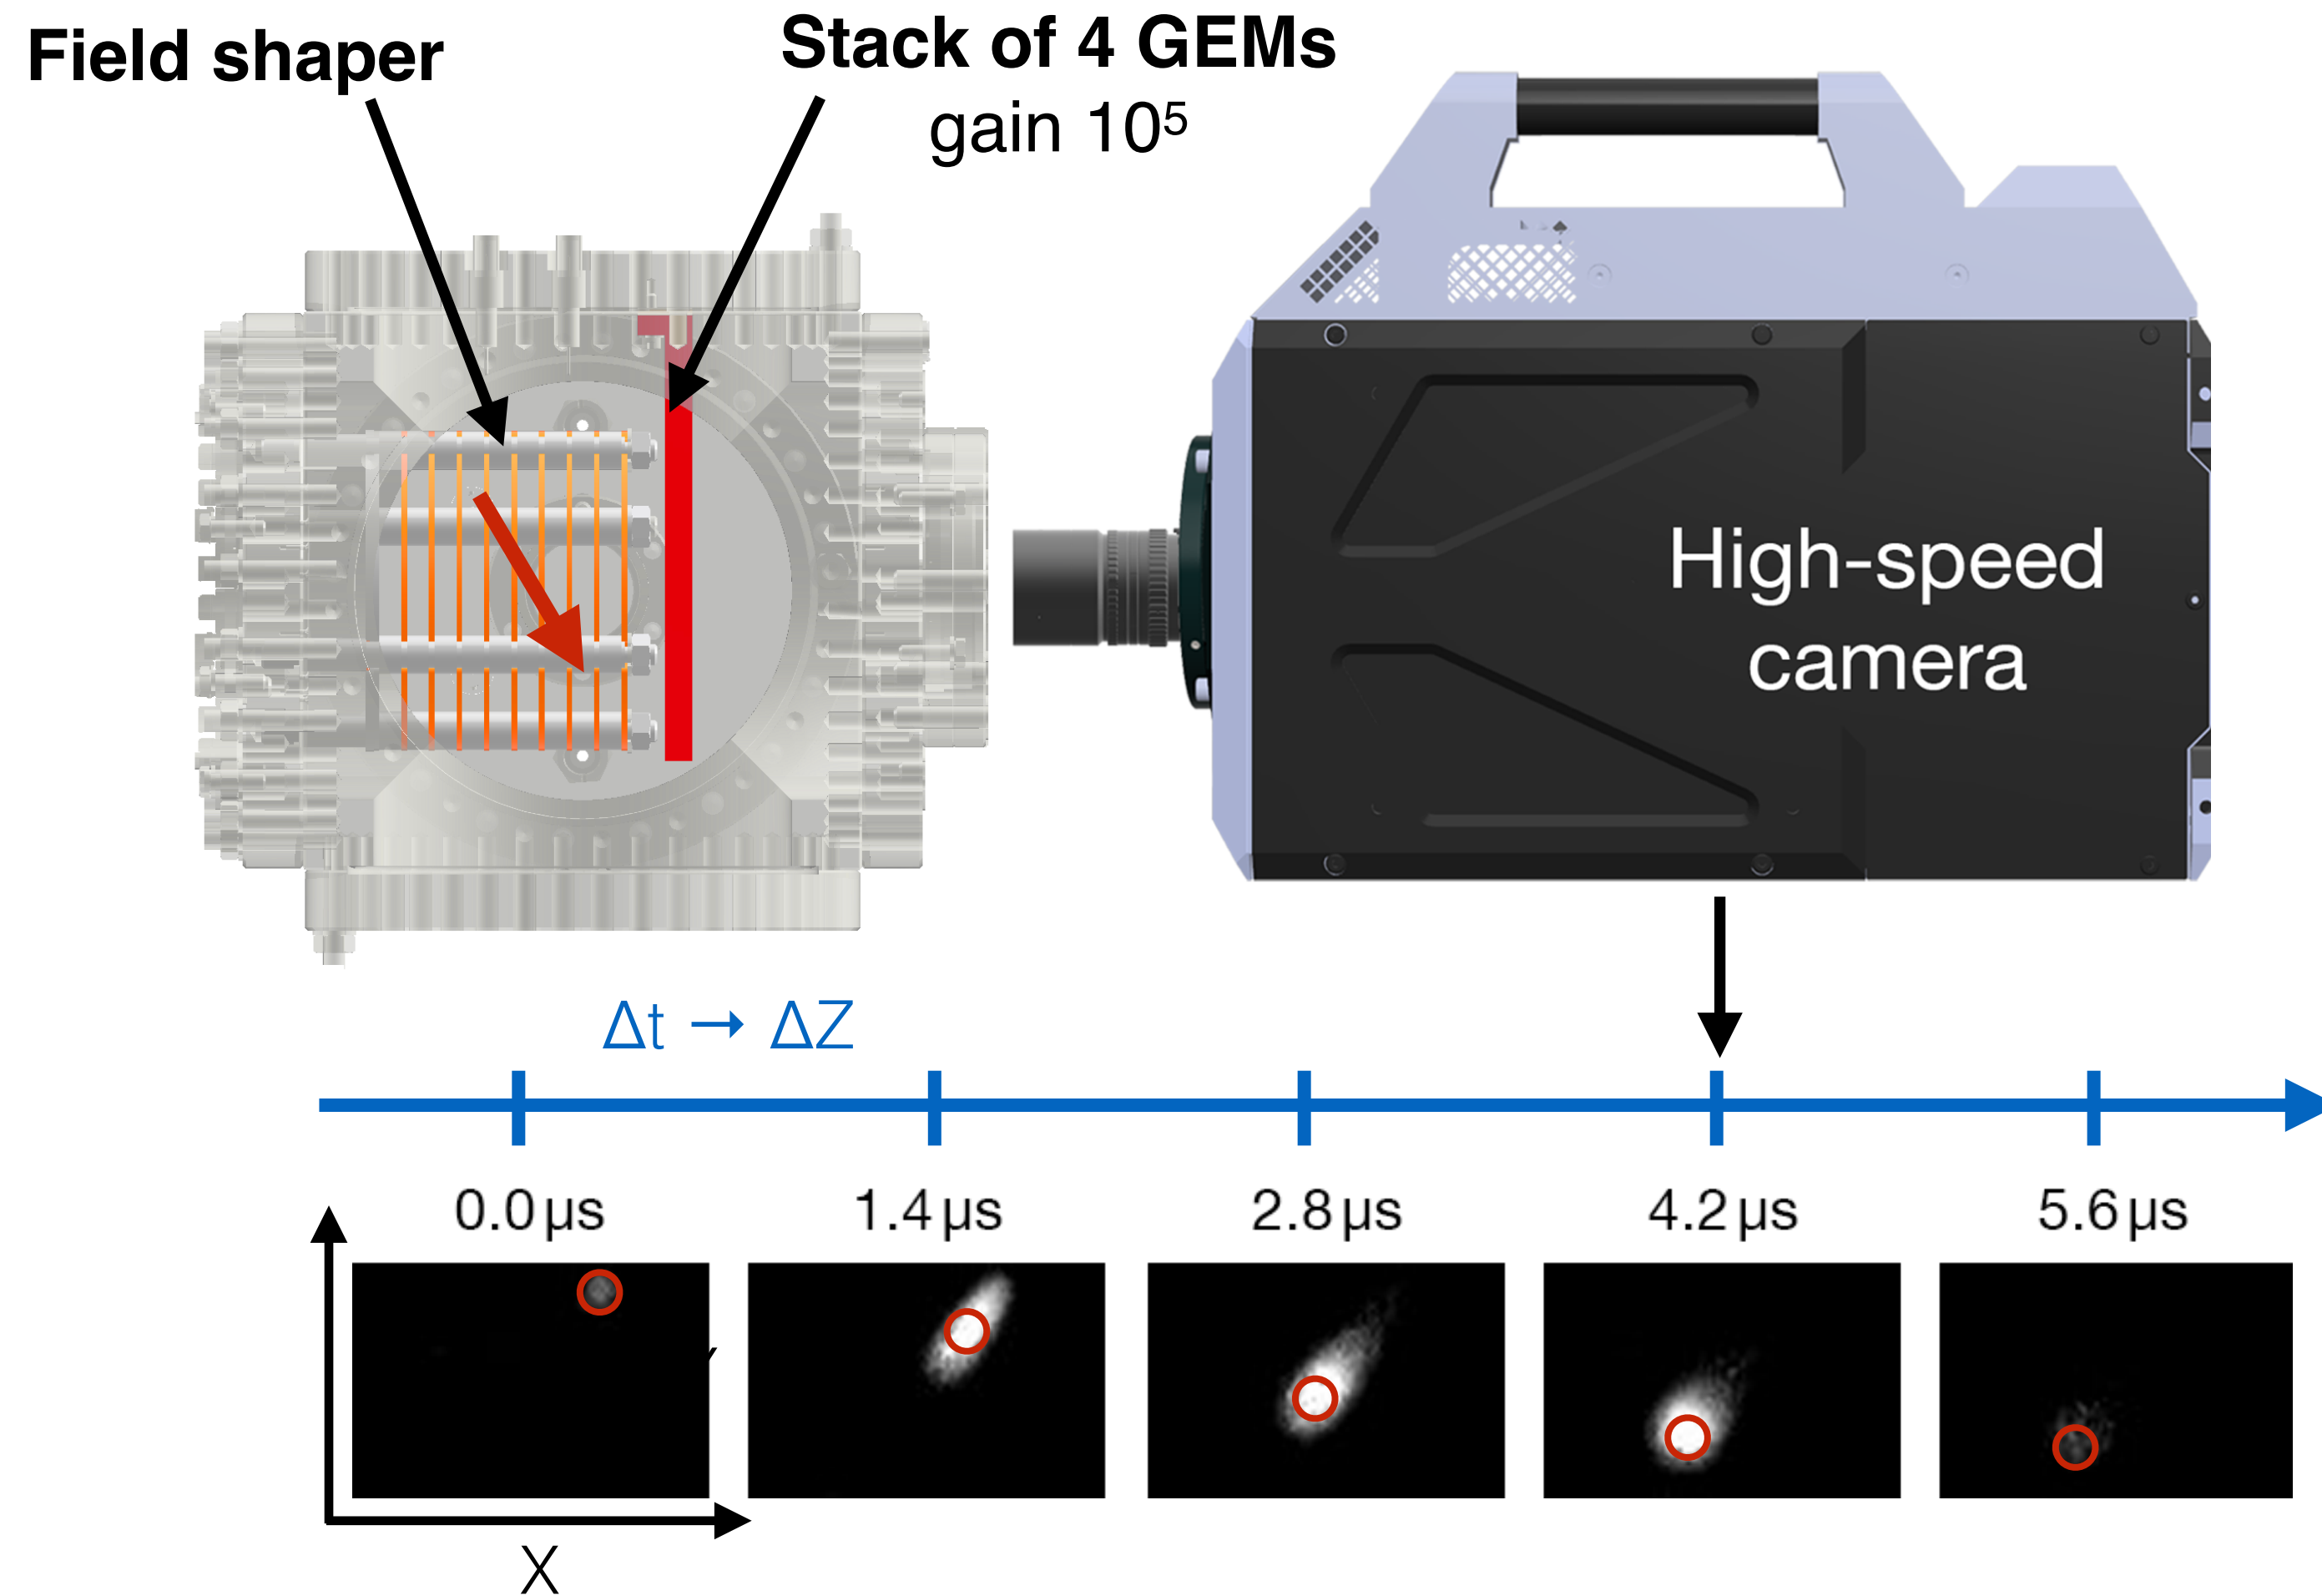 Field shaper
Stack of 4 GEMs
gain 10⁵
High-speed
camera
Δt → ΔZ
0.0 µs
1.4 µs
2.8 µs
4.2 µs
5.6 µs
X